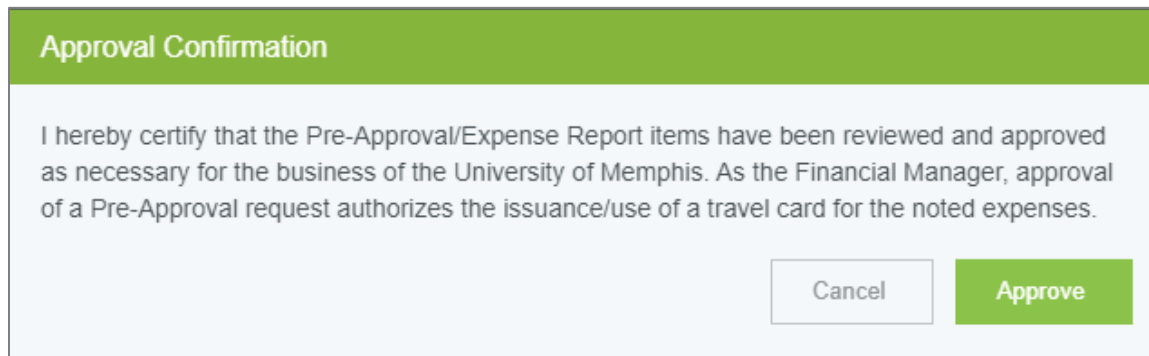 Approval Confirmation
I hereby certify that the Pre-Approval/Expense Report items have been reviewed and approved
as necessary for the business of the University of Memphis. As the Financial Manager, approval
of a Pre-Approval request authorizes the issuance/use of a travel card for the noted expenses.
Cancel Approve